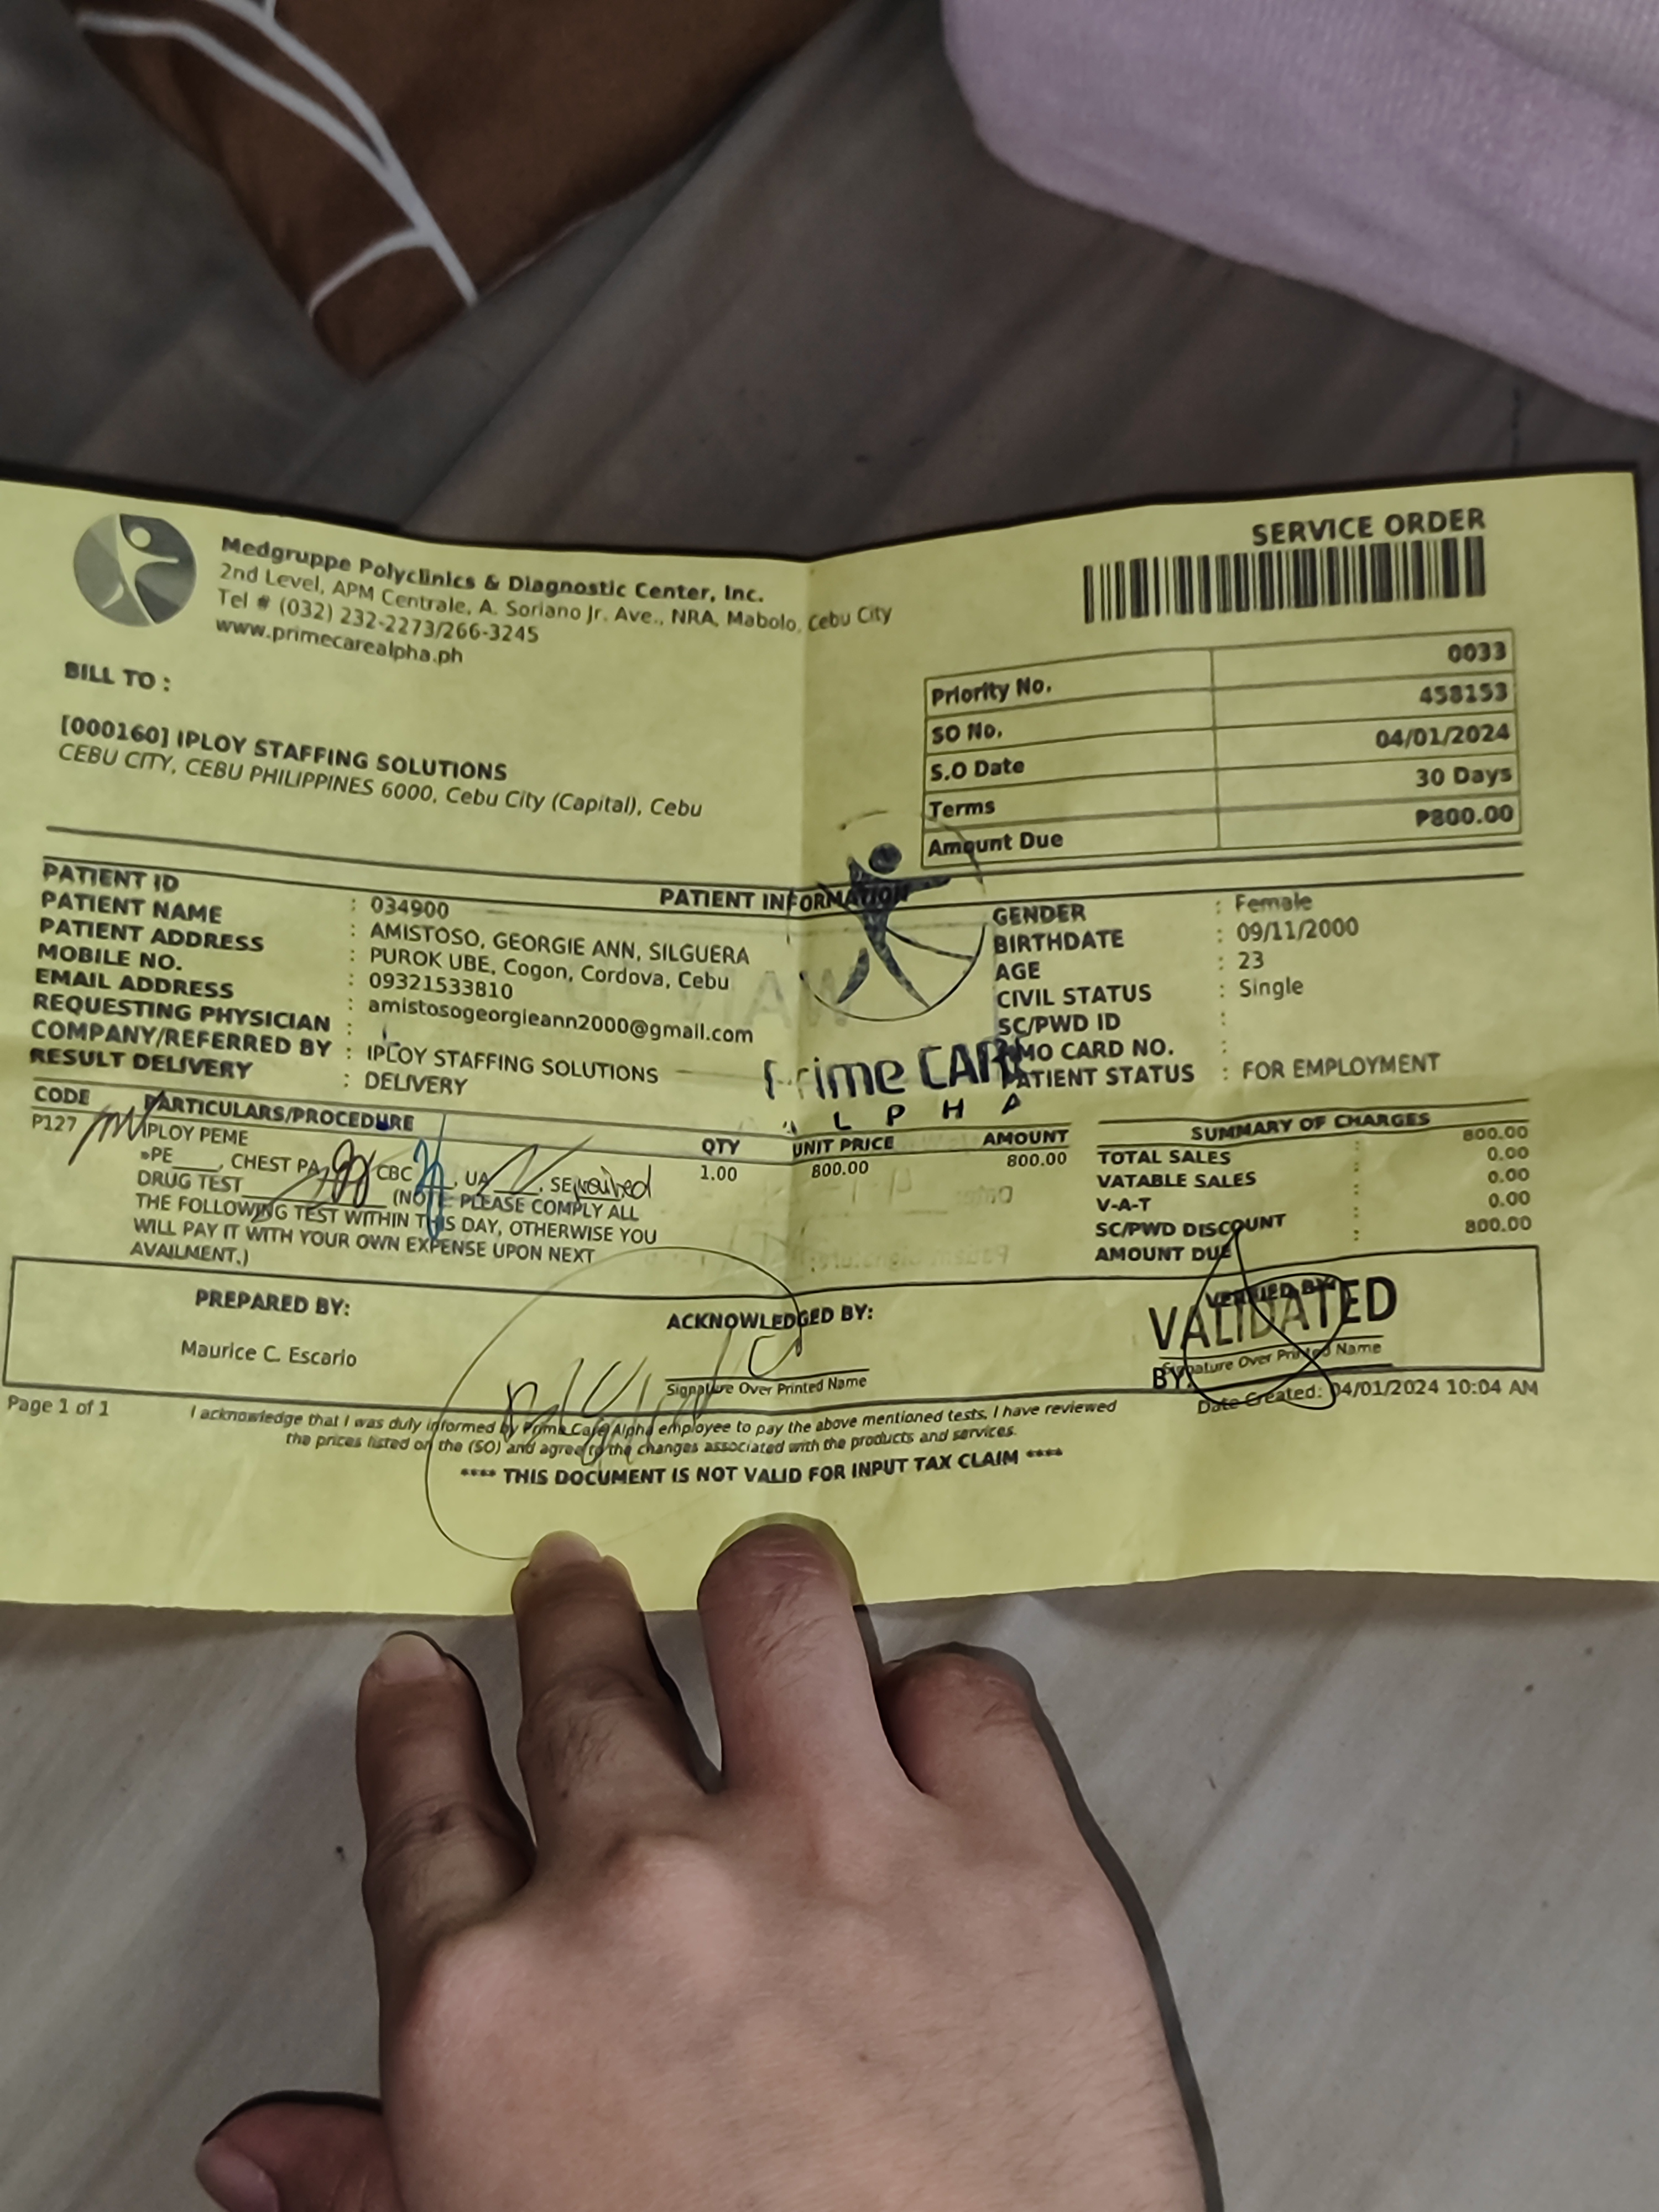 SERVICE ORDER
Medgruppe Polyclinics & Diagnostic Center, Inc.
2nd Level, APM Centrale, A. Soriano Jr. Ave., NRA, Mabolo, Cebu City
Tel # (032) 232-2273/266-3245
www.primecarealpha.ph
BILL TO :
[000160] IPLOY STAFFING SOLUTIONS
CEBU CITY, CEBU PHILIPPINES 6000, Cebu City (Capital), Cebu
Priority No. 0033
SO No. 458153
S.O Date 04/01/2024
Terms 30 Days
Amount Due ₱800.00
PATIENT INFORMATION
PATIENT ID : 034900
PATIENT NAME : AMISTOSO, GEORGIE ANN, SILGUERA
PATIENT ADDRESS : PUROK UBE, Cogon, Cordova, Cebu
MOBILE NO. : 09321533810
EMAIL ADDRESS : amistosogeorgieann2000@gmail.com
REQUESTING PHYSICIAN :
COMPANY/REFERRED BY : IPLOY STAFFING SOLUTIONS
RESULT DELIVERY : DELIVERY
GENDER : Female
BIRTHDATE : 09/11/2000
AGE : 23
CIVIL STATUS : Single
SC/PWD ID :
HMO CARD NO. :
PATIENT STATUS : FOR EMPLOYMENT
Prime CARE
ALPHA
CODE PARTICULARS/PROCEDURE QTY UNIT PRICE AMOUNT
P127 IPLOY PEME 1.00 800.00 800.00
»PE____, CHEST PA CBC , UA , SE
DRUG TEST (NOTE: PLEASE COMPLY ALL
THE FOLLOWING TEST WITHIN THIS DAY, OTHERWISE YOU
WILL PAY IT WITH YOUR OWN EXPENSE UPON NEXT
AVAILMENT.)
SUMMARY OF CHARGES
TOTAL SALES : 800.00
VATABLE SALES : 0.00
V-A-T : 0.00
SC/PWD DISCOUNT : 0.00
AMOUNT DUE : 800.00
PREPARED BY:
Maurice C. Escario
ACKNOWLEDGED BY:
Signature Over Printed Name
VERIFIED BY:
VALIDATED
Signature Over Printed Name
BY:
Date Created: 04/01/2024 10:04 AM
Page 1 of 1
I acknowledge that I was duly informed by Prime Care Alpha employee to pay the above mentioned tests, I have reviewed
the prices listed on the (SO) and agree to the changes associated with the products and services.
**** THIS DOCUMENT IS NOT VALID FOR INPUT TAX CLAIM ****